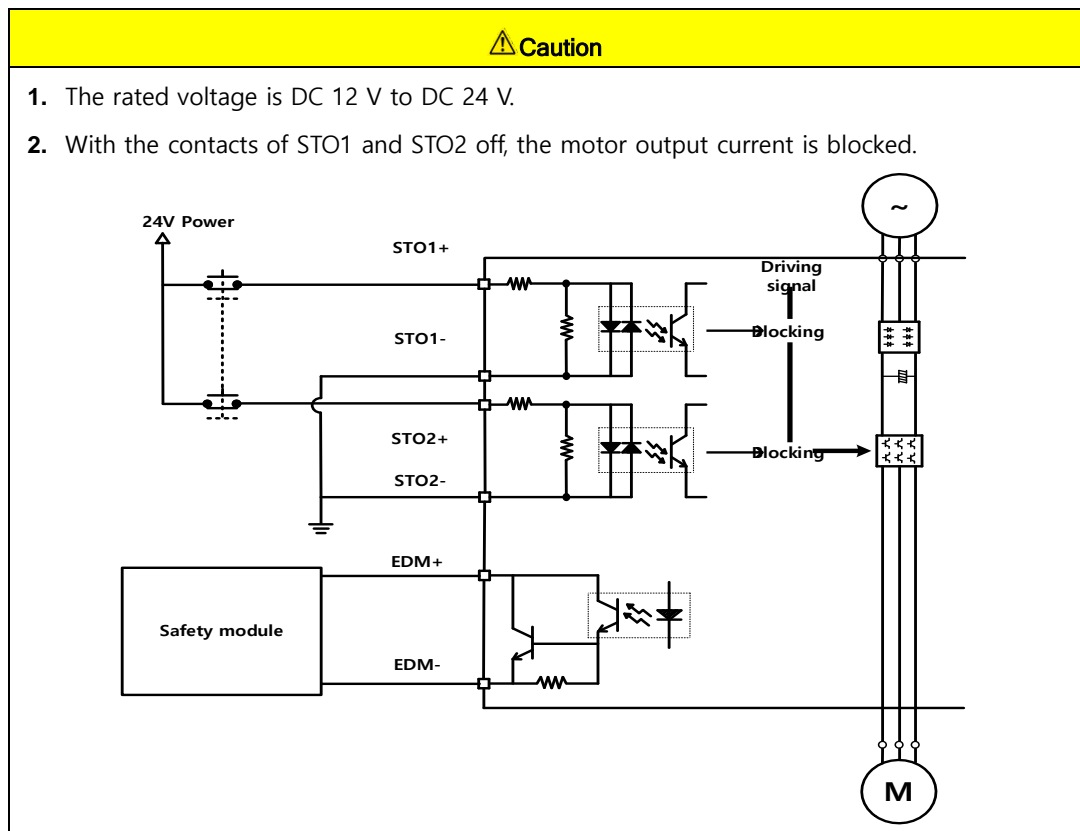 Caution
1. The rated voltage is DC 12 V to DC 24 V.
2. With the contacts of STO1 and STO2 off, the motor output current is blocked.
24V Power
STO1+
~
Driving
signal
STO1-
Blocking
STO2+
Blocking
STO2-
EDM+
Safety module
EDM-
M